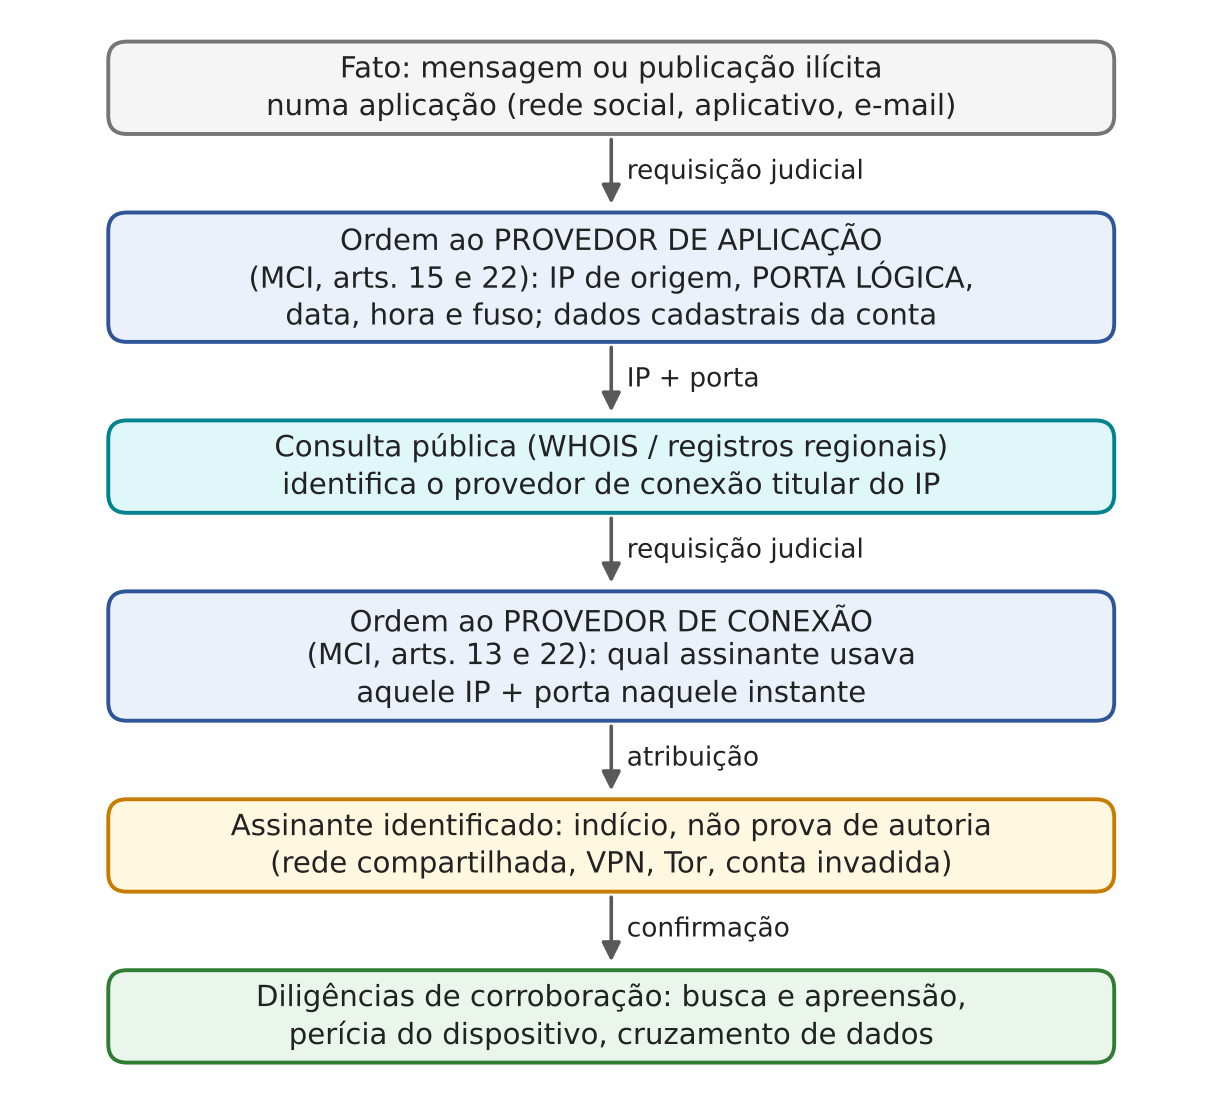 Fato: mensagem ou publicação ilícita
numa aplicação (rede social, aplicativo, e-mail)
requisição judicial
Ordem ao PROVEDOR DE APLICAÇÃO
(MCI, arts. 15 e 22): IP de origem, PORTA LÓGICA,
data, hora e fuso; dados cadastrais da conta
IP + porta
Consulta pública (WHOIS / registros regionais)
identifica o provedor de conexão titular do IP
requisição judicial
Ordem ao PROVEDOR DE CONEXÃO
(MCI, arts. 13 e 22): qual assinante usava
aquele IP + porta naquele instante
atribuição
Assinante identificado: indício, não prova de autoria
(rede compartilhada, VPN, Tor, conta invadida)
confirmação
Diligências de corroboração: busca e apreensão,
perícia do dispositivo, cruzamento de dados